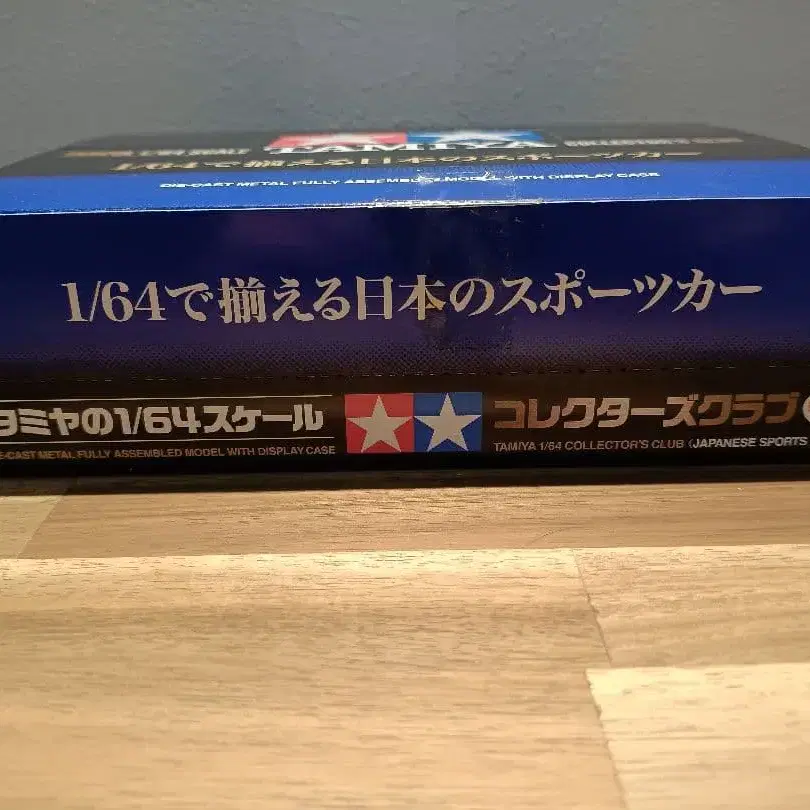 TAMIYA
1/64で揃える日本のスポーツカー
DIE-CAST METAL FULLY ASSEMBLED MODEL WITH DISPLAY CASE
1/64で揃える日本のスポーツカー
タミヤの1/64スケール
コレクターズクラブ
E-CAST METAL FULLY ASSEMBLED MODEL WITH DISPLAY CASE
TAMIYA 1/64 COLLECTOR'S CLUB (JAPANESE SPORTS